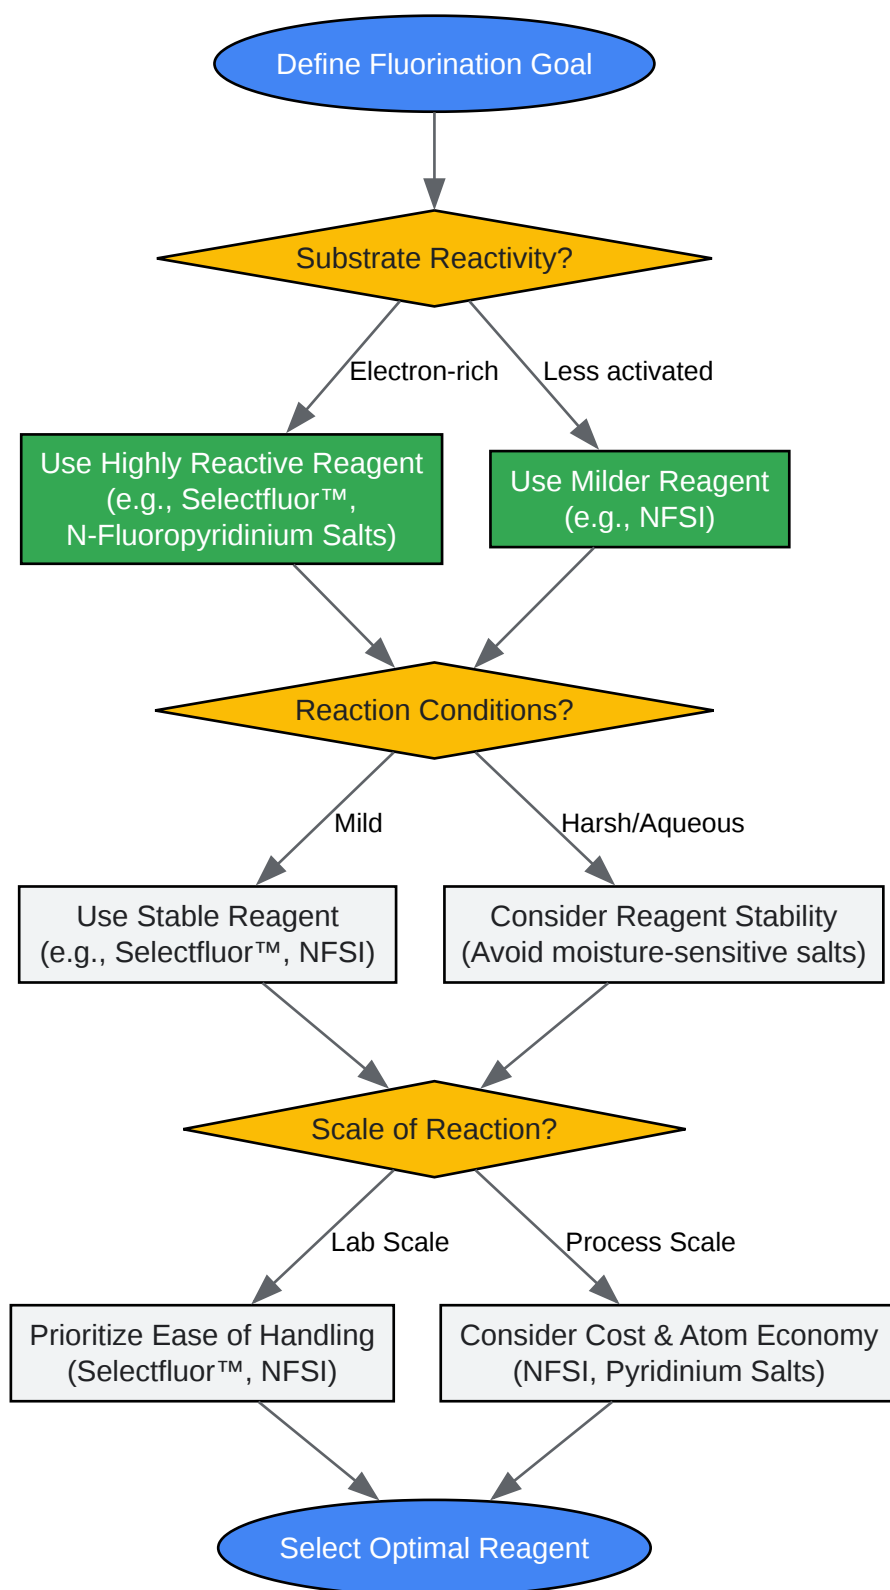 Define Fluorination Goal
Substrate Reactivity?
Electron-rich
Less activated
Use Highly Reactive Reagent
(e.g., Selectfluor™,
N-Fluoropyridinium Salts)
Use Milder Reagent
(e.g., NFSI)
Reaction Conditions?
Mild
Harsh/Aqueous
Use Stable Reagent
(e.g., Selectfluor™, NFSI)
Consider Reagent Stability
(Avoid moisture-sensitive salts)
Scale of Reaction?
Lab Scale
Process Scale
Prioritize Ease of Handling
(Selectfluor™, NFSI)
Consider Cost & Atom Economy
(NFSI, Pyridinium Salts)
Select Optimal Reagent